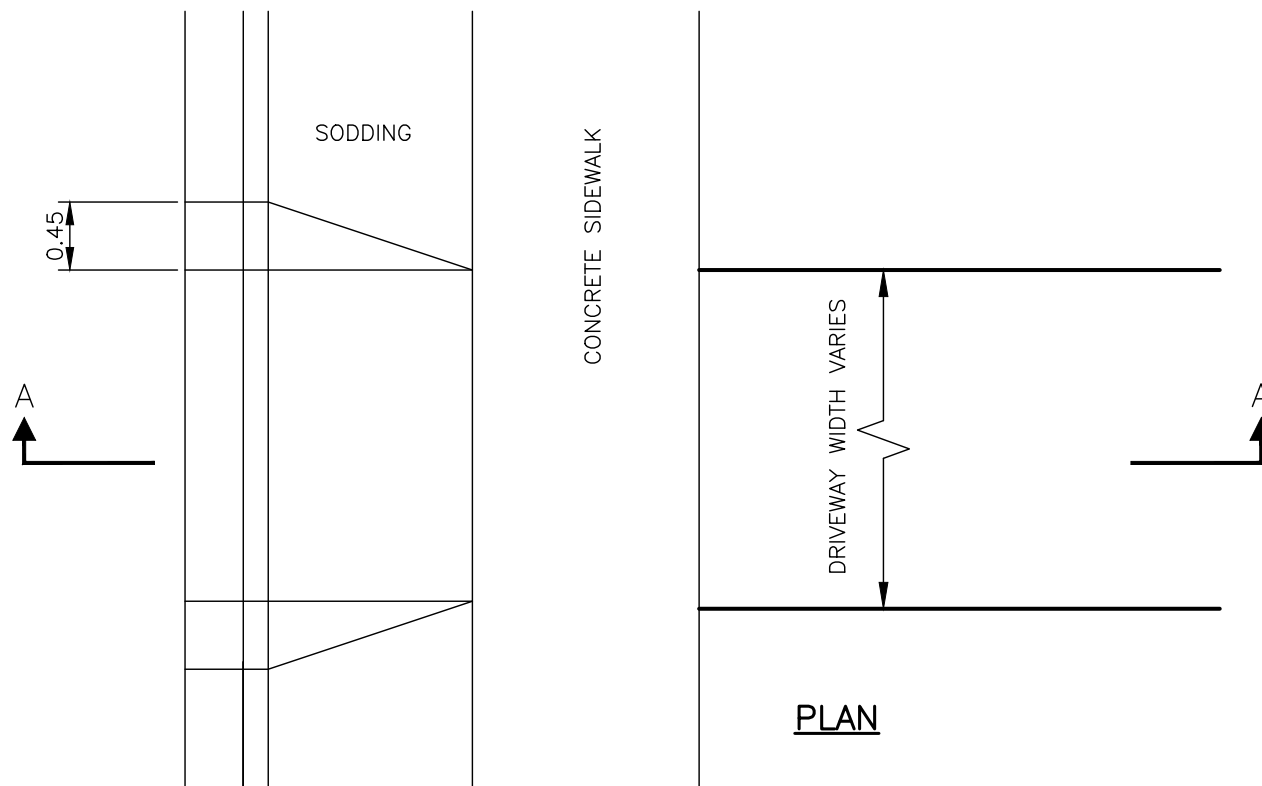 SODDING
CONCRETE SIDEWALK
0.45
DRIVEWAY WIDTH VARIES
A
A
PLAN